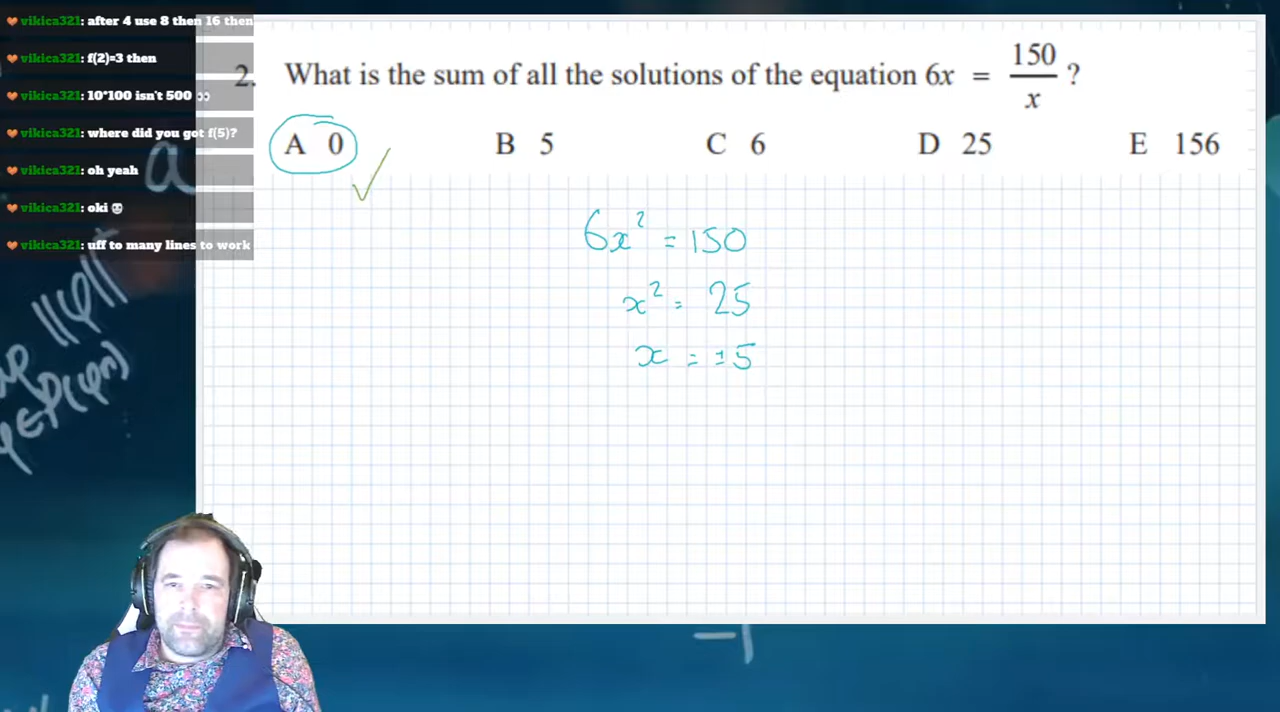 vikica321: after 4 use 8 then 16 then
vikica321: f(2)=3 then
vikica321: 10*100 isn't 500 👀
vikica321: where did you got f(5)?
vikica321: oh yeah
vikica321: oki 💀
vikica321: uff to many lines to work
2. What is the sum of all the solutions of the equation 6x = 150/x ?
A 0 B 5 C 6 D 25 E 156
6x² = 150
x² = 25
x = ±5
a
||φ||
φ∈P(φⁿ)
-1